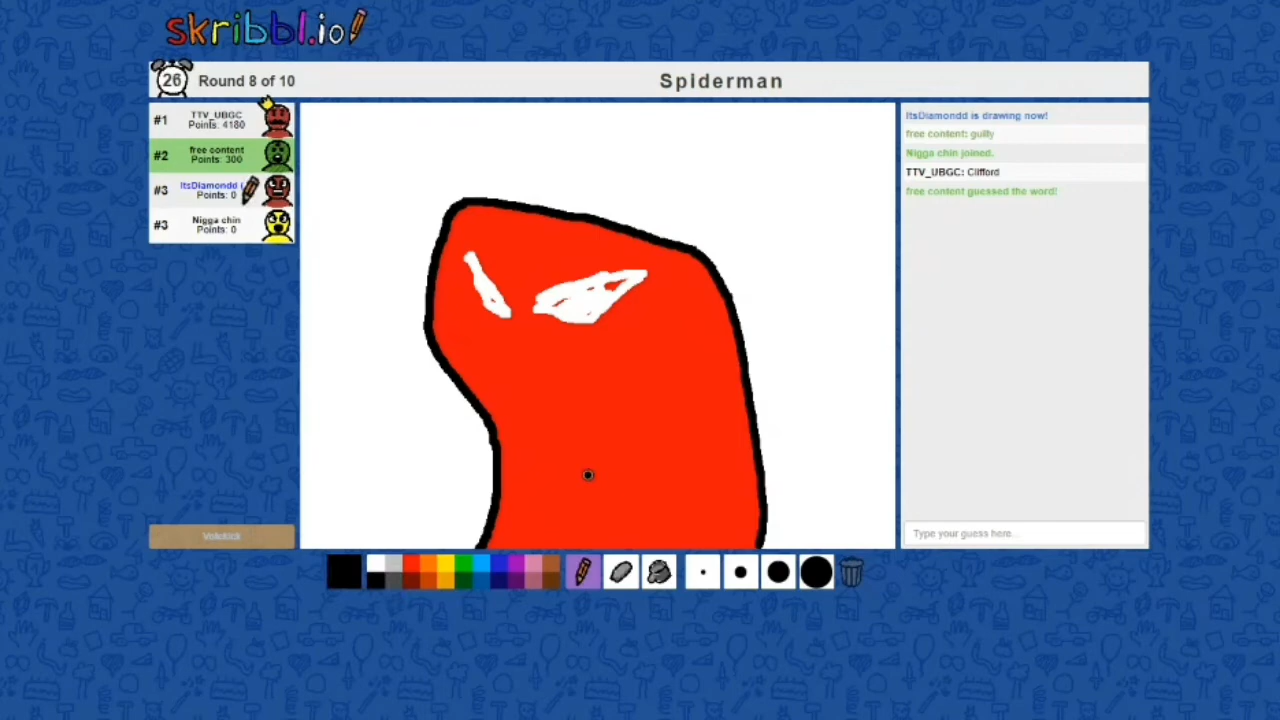 skribbl.io
26
Round 8 of 10
Spiderman
#1
TTV_UBGC
Points: 4180
#2
free content
Points: 300
#3
ItsDiamondd (
Points: 0
#3
Nigga chin
Points: 0
Votekick
ItsDiamondd is drawing now!
free content: guilly
Nigga chin joined.
TTV_UBGC: Clifford
free content guessed the word!
Type your guess here...